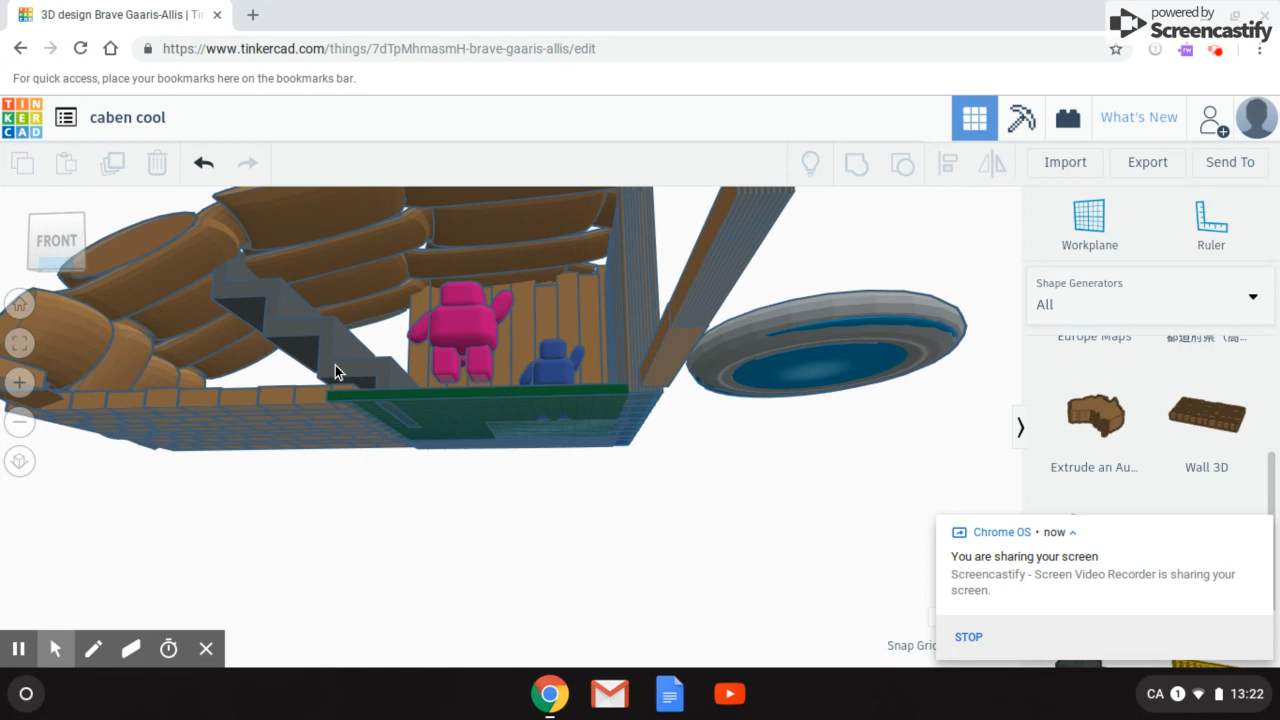 3D design Brave Gaaris-Allis | Tin
powered by
Screencastify
https://www.tinkercad.com/things/7dTpMhmasmH-brave-gaaris-allis/edit
For quick access, place your bookmarks here on the bookmarks bar.
TIN
KER
CAD
caben cool
What's New
Import
Export
Send To
FRONT
Workplane
Ruler
Shape Generators
All
Europe Maps
Extrude an Au...
Wall 3D
Chrome OS • now
You are sharing your screen
Screencastify - Screen Video Recorder is sharing your
screen.
STOP
Snap Grid
CA
1
13:22